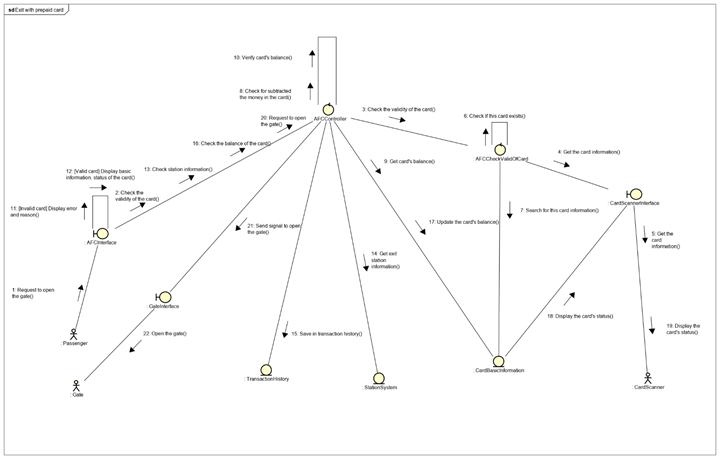 sd Exit with prepaid card
10: Verify card's balance()
8: Check for subtracted
the money in the card()
20: Request to open
the gate()
: AFCController
3: Check the validity of the card()
6: Check if this card exists()
16: Check the balance of the card()
: AFCCheckValidOfCard
4: Get the card information()
12: [Valid card] Display basic
information, status of the card()
13: Check station information()
9: Get card's balance()
2: Check the
validity of the card()
: CardScannerInterface
11: [Invalid card] Display error
and reason()
21: Send signal to open
the gate()
17: Update the card's balance()
7: Search for this card information()
5: Get the
card
information()
: AFCInterface
14: Get exit
station
information()
1: Request to open
the gate()
: GateInterface
18: Display the card's status()
19: Display the
card's status()
: Passenger
22: Open the gate()
15: Save in transaction history()
: CardBasicInformation
: Gate
: TransactionHistory
: StationSystem
: CardScanner